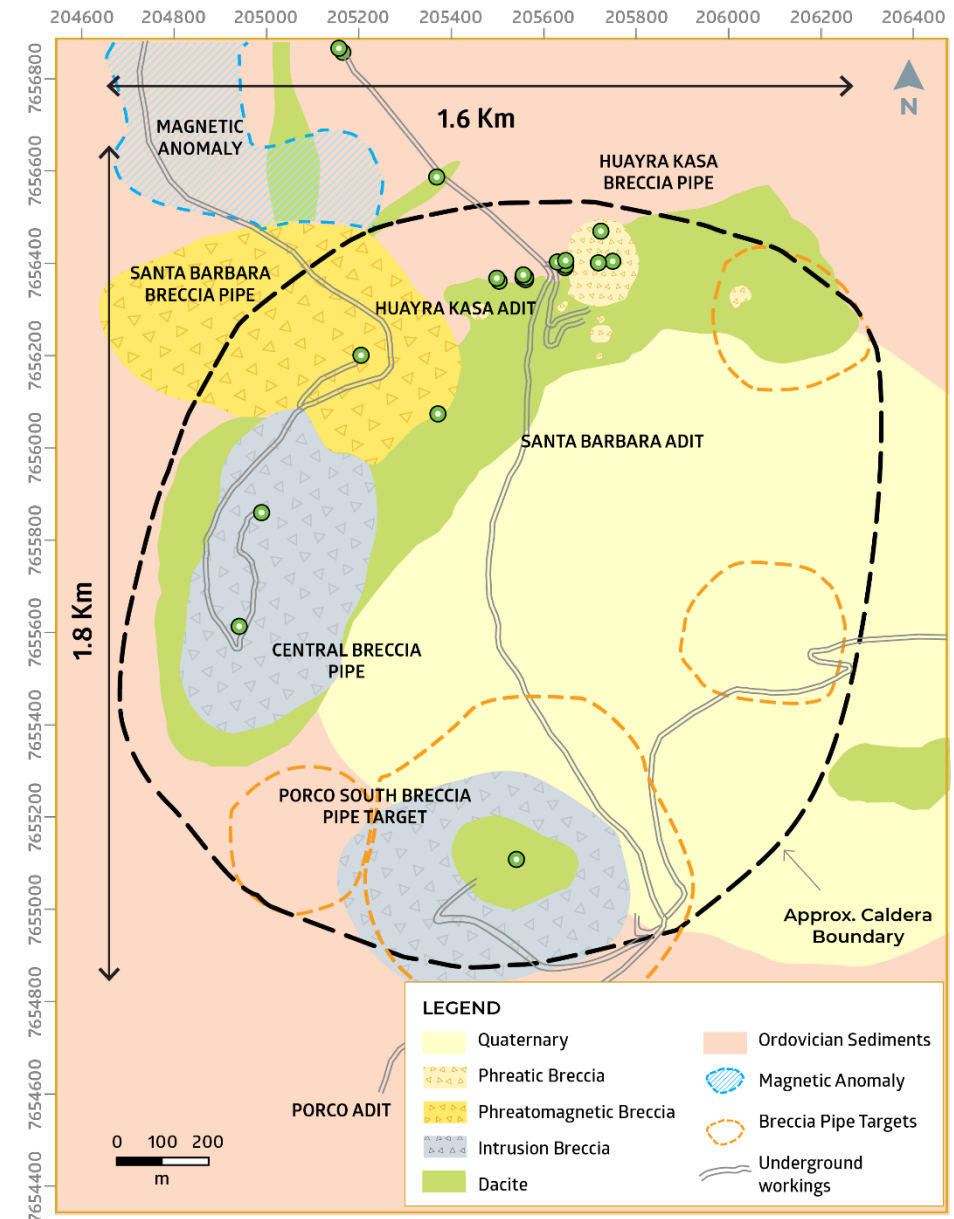 204600 204800 205000 205200 205400 205600 205800 206000 206200 206400
7656800
7656600
7656400
7656200
7656000
7655800
7655600
7655400
7655200
7655000
7654800
7654600
7654400
1.6 Km
N
MAGNETIC
ANOMALY
HUAYRA KASA
BRECCIA PIPE
SANTA BARBARA
BRECCIA PIPE
HUAYRA KASA ADIT
SANTA BARBARA ADIT
1.8 Km
CENTRAL BRECCIA
PIPE
PORCO SOUTH BRECCIA
PIPE TARGET
Approx. Caldera
Boundary
PORCO ADIT
0 100 200
m
LEGEND
Quaternary
Phreatic Breccia
Phreatomagnetic Breccia
Intrusion Breccia
Dacite
Ordovician Sediments
Magnetic Anomaly
Breccia Pipe Targets
Underground
workings